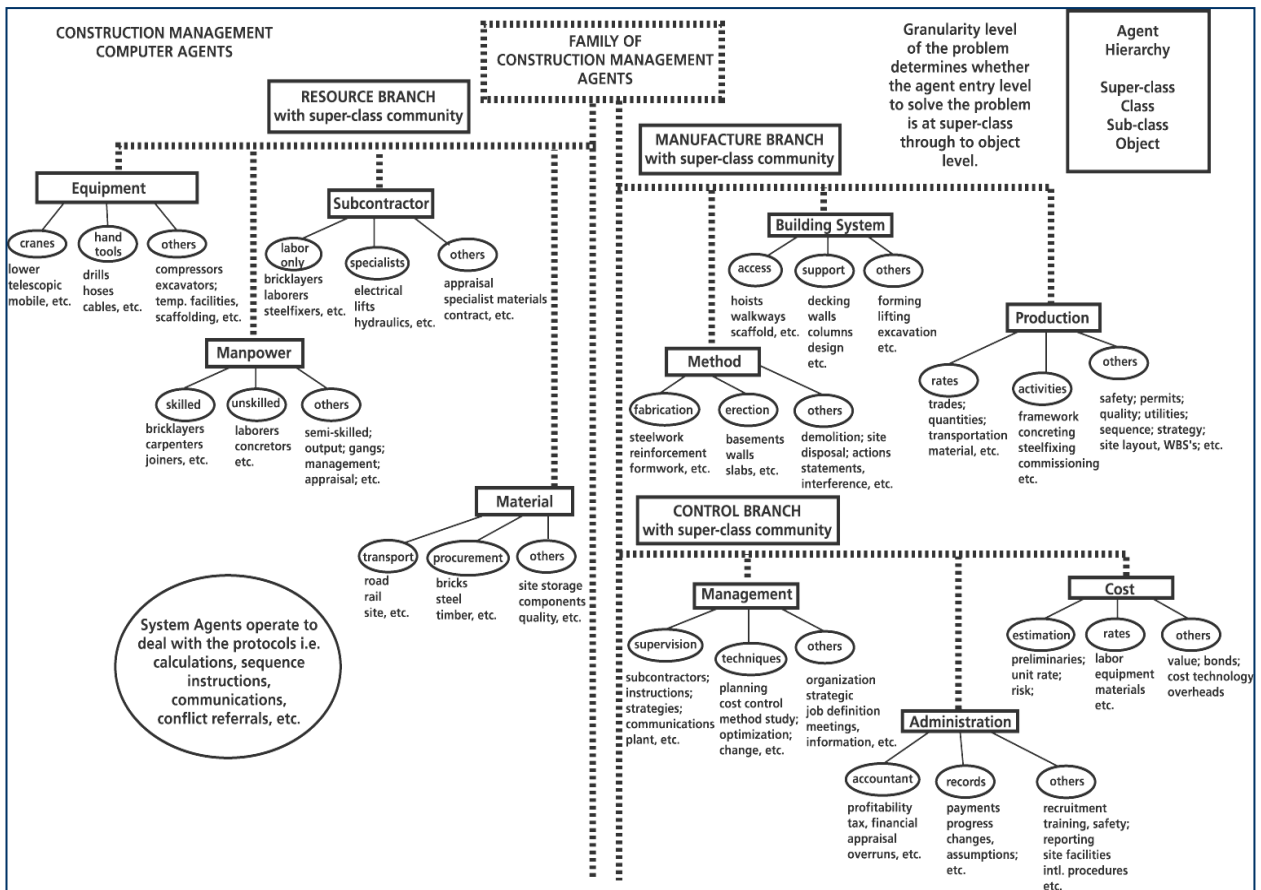 CONSTRUCTION MANAGEMENT
COMPUTER AGENTS
FAMILY OF
CONSTRUCTION MANAGEMENT
AGENTS
Granularity level
of the problem
determines whether
the agent entry level
to solve the problem
is at super-class
through to object
level.
Agent
Hierarchy
Super-class
Class
Sub-class
Object
RESOURCE BRANCH
with super-class community
Equipment
cranes
lower
telescopic
mobile, etc.
hand
tools
drills
hoses
cables, etc.
others
compressors
excavators;
temp. facilities,
scaffolding, etc.
Subcontractor
labor
only
bricklayers
laborers
steelfixers, etc.
specialists
electrical
lifts
hydraulics, etc.
others
appraisal
specialist materials
contract, etc.
Manpower
skilled
bricklayers
carpenters
joiners, etc.
unskilled
laborers
concretors
etc.
others
semi-skilled;
output; gangs;
management;
appraisal; etc.
Material
transport
road
rail
site, etc.
procurement
bricks
steel
timber, etc.
others
site storage
components
quality, etc.
System Agents operate to
deal with the protocols i.e.
calculations, sequence
instructions,
communications,
conflict referrals, etc.
MANUFACTURE BRANCH
with super-class community
Building System
access
hoists
walkways
scaffold, etc.
support
decking
walls
columns
design
etc.
others
forming
lifting
excavation
etc.
Method
fabrication
steelwork
reinforcement
formwork, etc.
erection
basements
walls
slabs, etc.
others
demolition; site
disposal; actions
statements,
interference, etc.
Production
rates
trades;
quantities;
transportation
material, etc.
activities
framework
concreting
steelfixing
commissioning
etc.
others
safety; permits;
quality; utilities;
sequence; strategy;
site layout, WBS's; etc.
CONTROL BRANCH
with super-class community
Management
supervision
subcontractors;
instructions;
strategies;
communications
plant, etc.
techniques
planning
cost control
method study;
optimization;
change, etc.
others
organization
strategic
job definition
meetings,
information, etc.
Cost
estimation
preliminaries;
unit rate;
risk;
rates
labor
equipment
materials
etc.
others
value; bonds;
cost technology
overheads
Administration
accountant
profitability
tax, financial
appraisal
overruns, etc.
records
payments
progress
changes,
assumptions;
etc.
others
recruitment
training, safety;
reporting
site facilities
intl. procedures
etc.